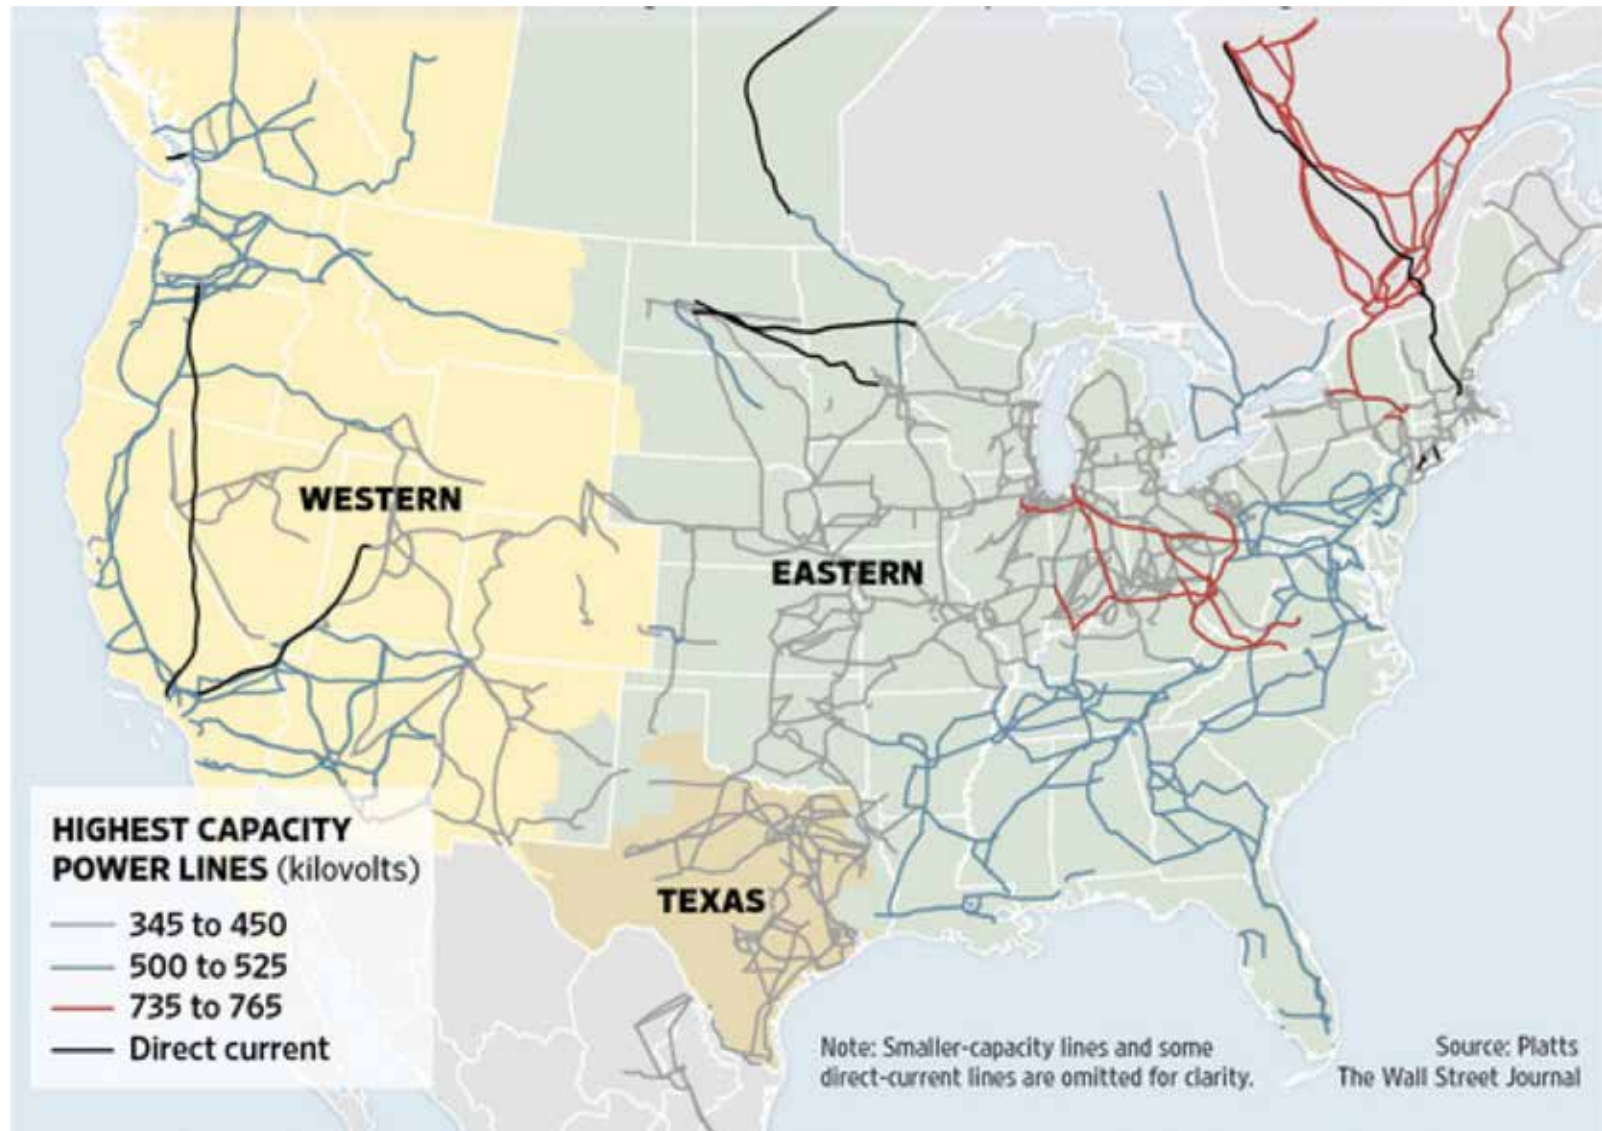 WESTERN
EASTERN
TEXAS
HIGHEST CAPACITY
POWER LINES (kilovolts)
345 to 450
500 to 525
735 to 765
Direct current
Note: Smaller-capacity lines and some
direct-current lines are omitted for clarity.
Source: Platts
The Wall Street Journal